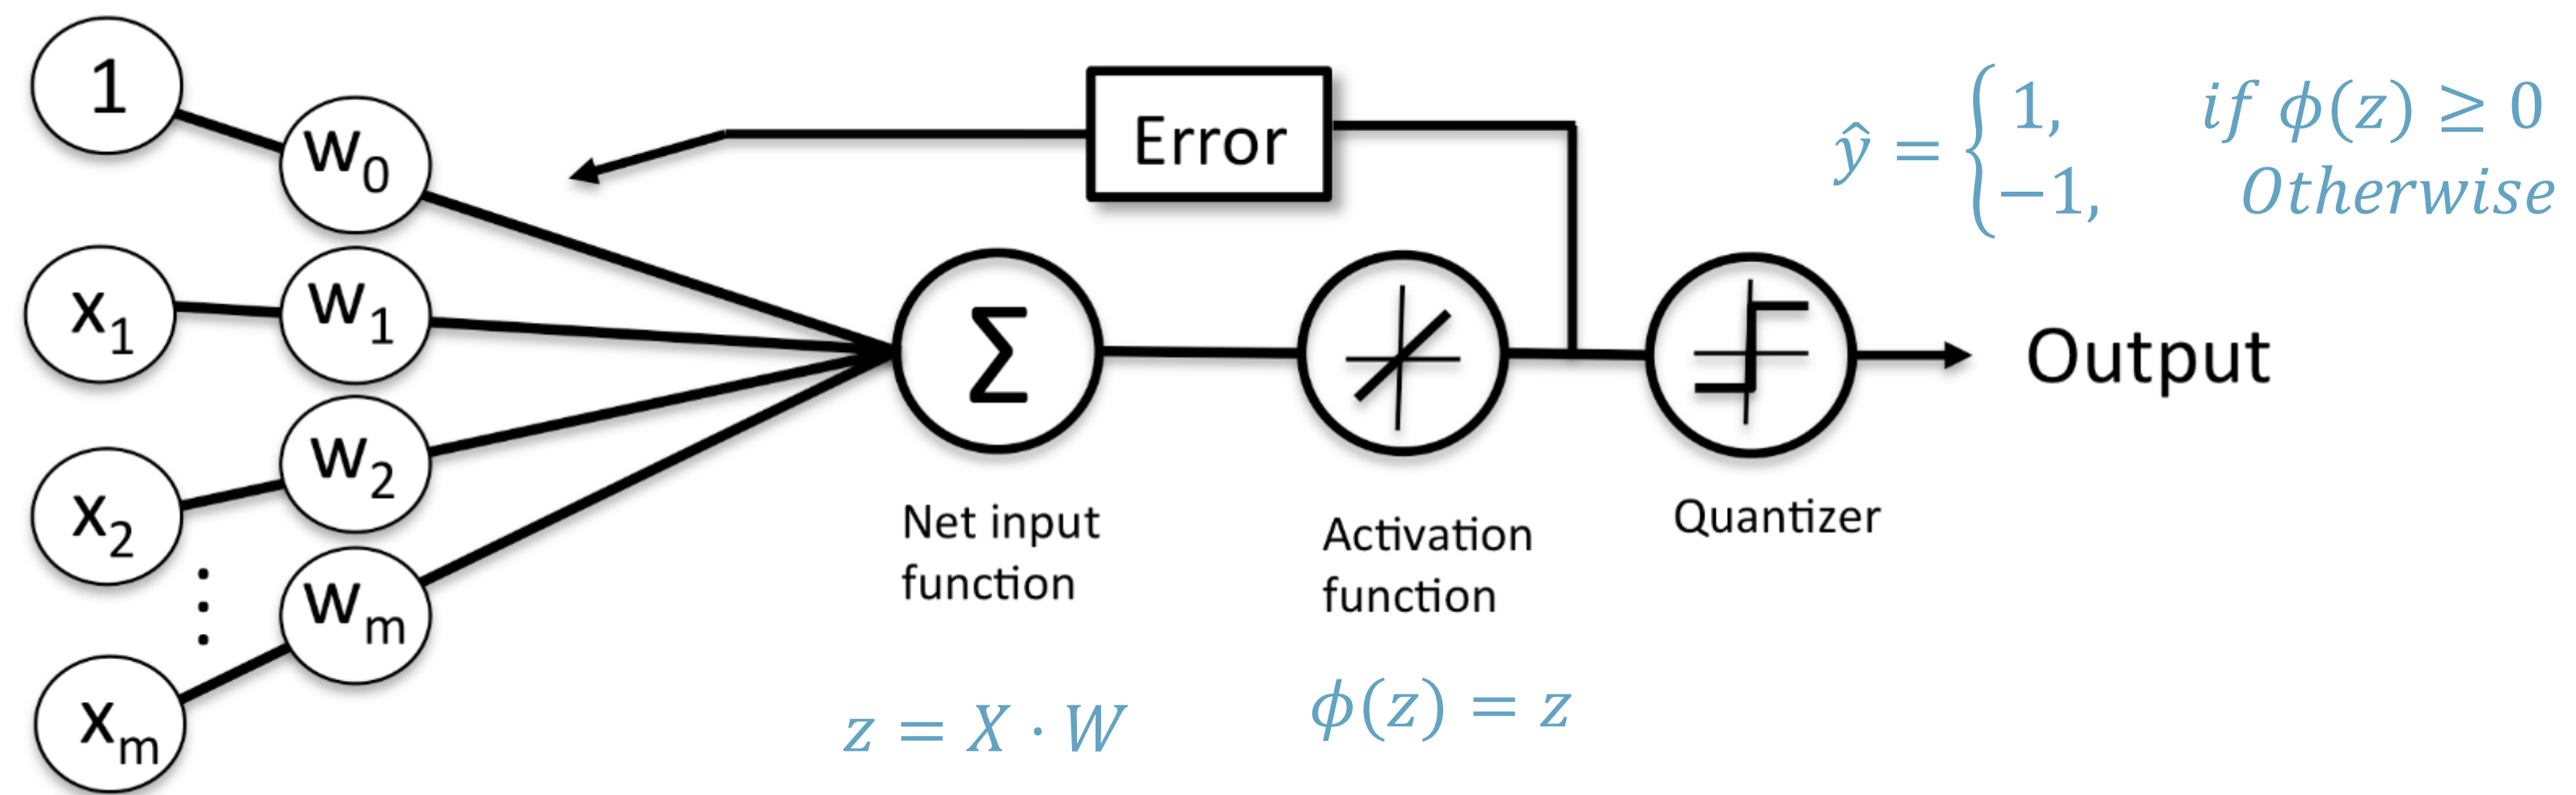 1
w0
x1
w1
x2
w2
⋮
xm
wm
Error
Σ
Net input
function
Activation
function
Quantizer
Output
z = X · W
ϕ(z) = z
ŷ = { 1, if ϕ(z) ≥ 0
−1, Otherwise